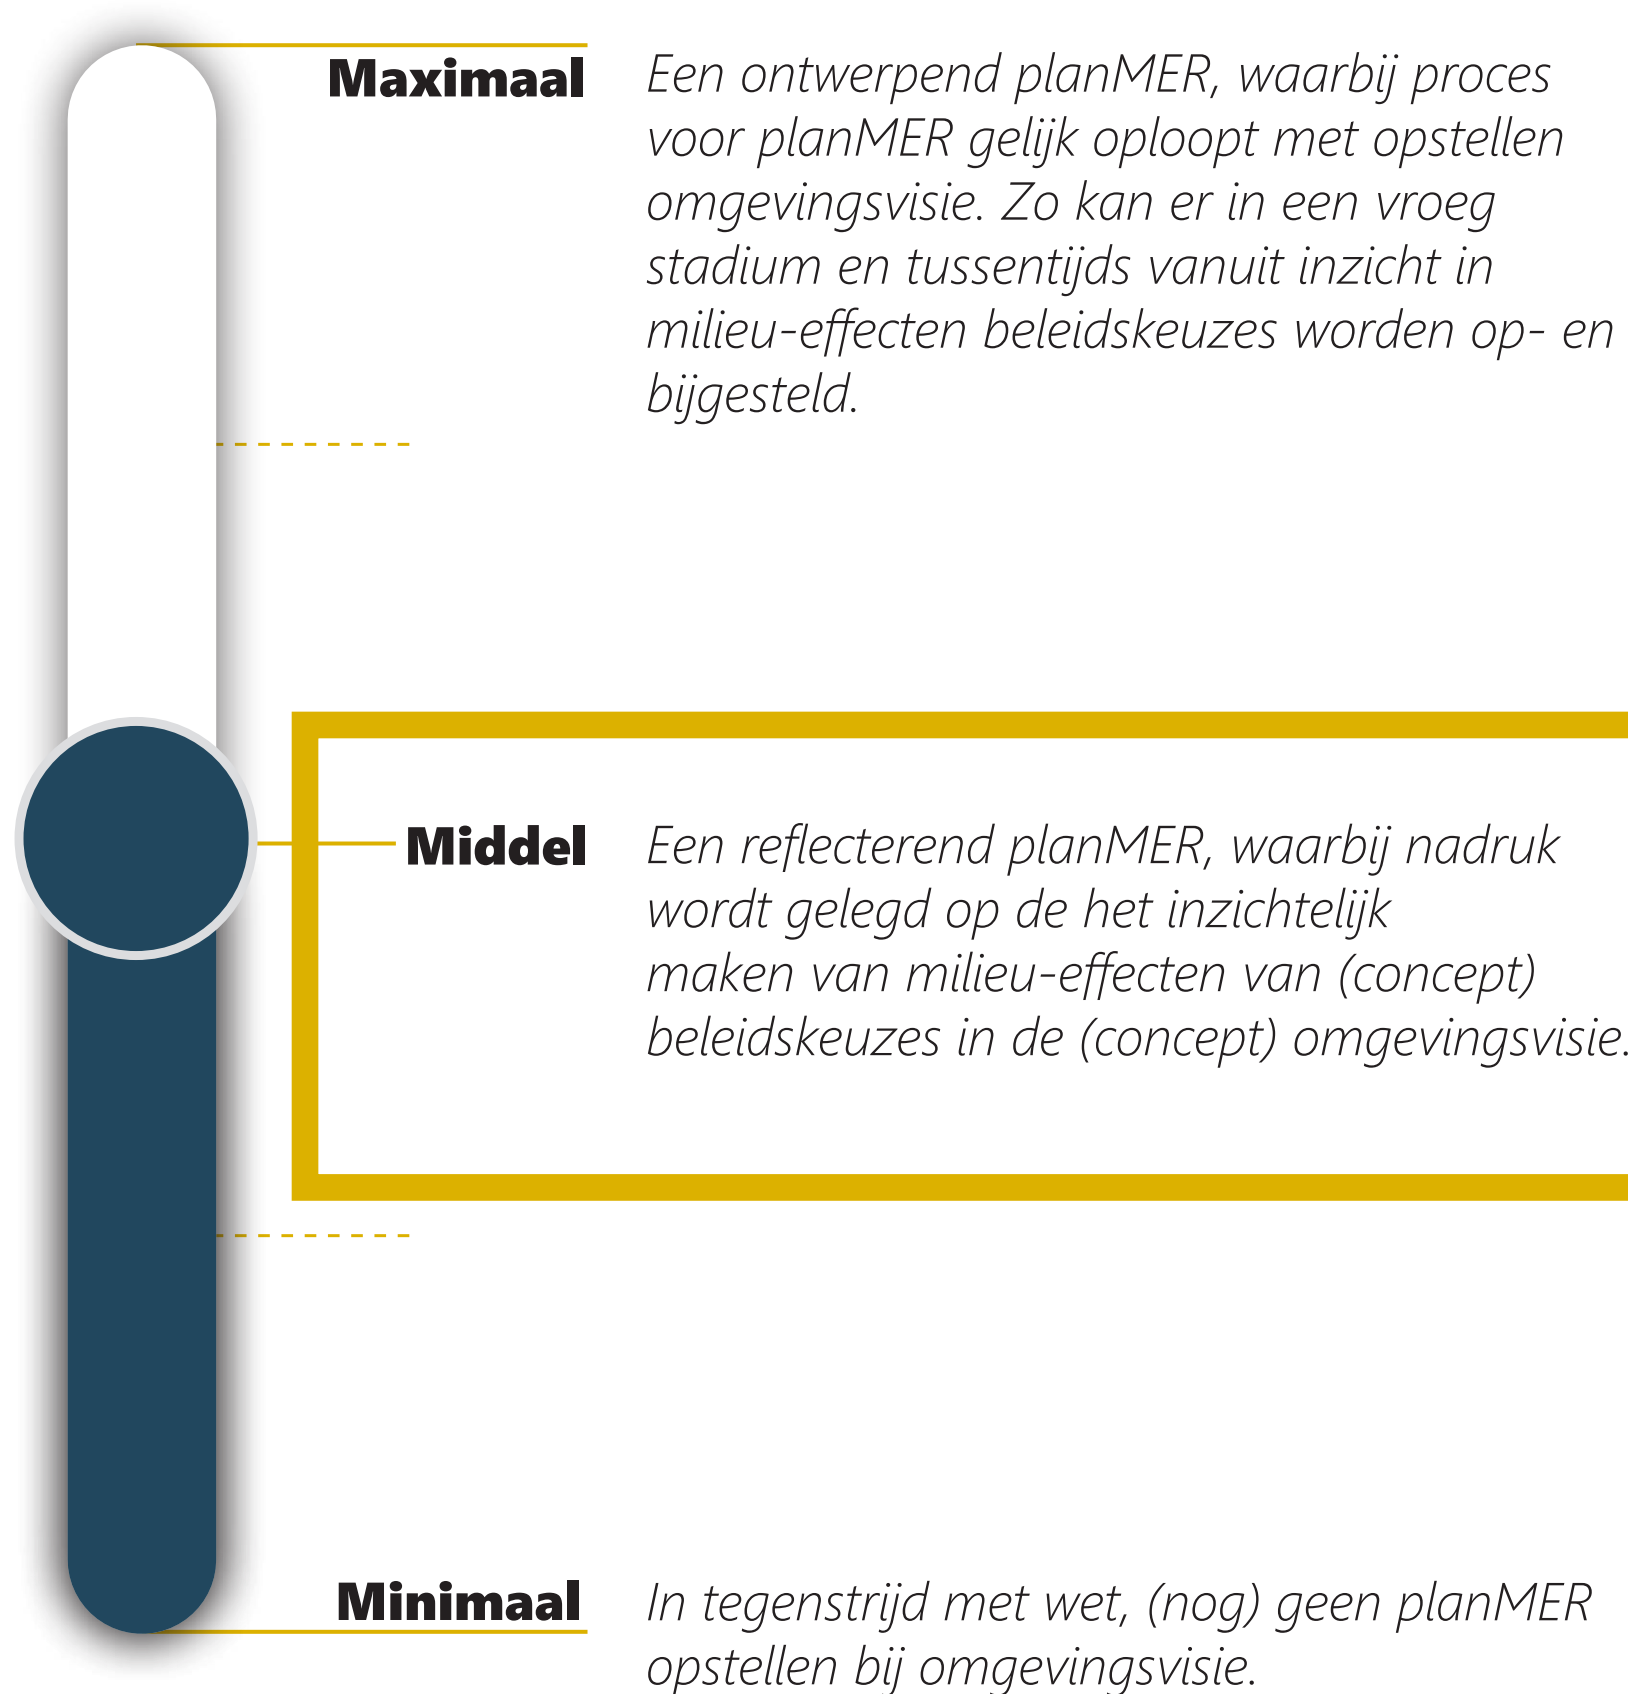 Maximaal
Een ontwerpend planMER, waarbij proces
voor planMER gelijk oploopt met opstellen
omgevingsvisie. Zo kan er in een vroeg
stadium en tussentijds vanuit inzicht in
milieu-effecten beleidskeuzes worden op- en
bijgesteld.
Middel
Een reflecterend planMER, waarbij nadruk
wordt gelegd op de het inzichtelijk
maken van milieu-effecten van (concept)
beleidskeuzes in de (concept) omgevingsvisie.
Minimaal
In tegenstrijd met wet, (nog) geen planMER
opstellen bij omgevingsvisie.